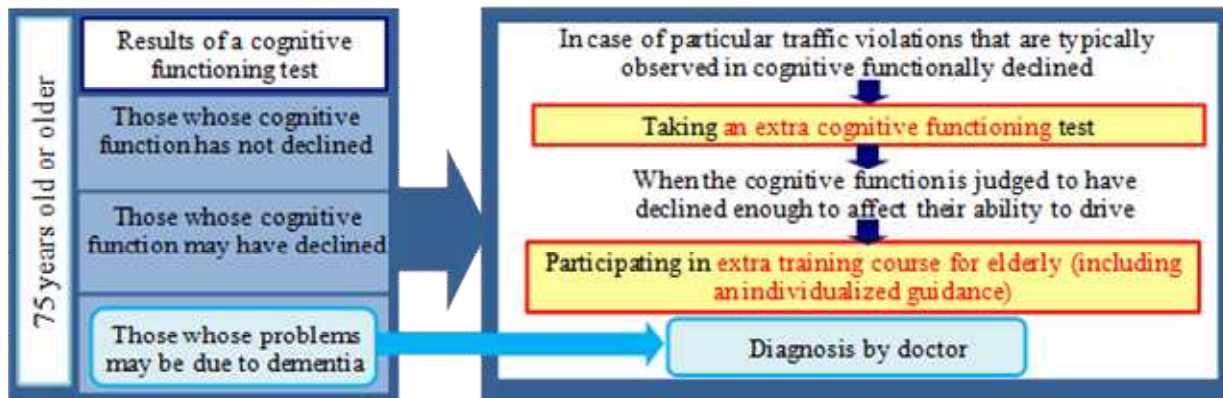 75 years old or older
Results of a cognitive
functioning test
Those whose cognitive
function has not declined
Those whose cognitive
function may have declined
Those whose problems
may be due to dementia
In case of particular traffic violations that are typically
observed in cognitive functionally declined
Taking an extra cognitive functioning test
When the cognitive function is judged to have
declined enough to affect their ability to drive
Participating in extra training course for elderly (including
an individualized guidance)
Diagnosis by doctor